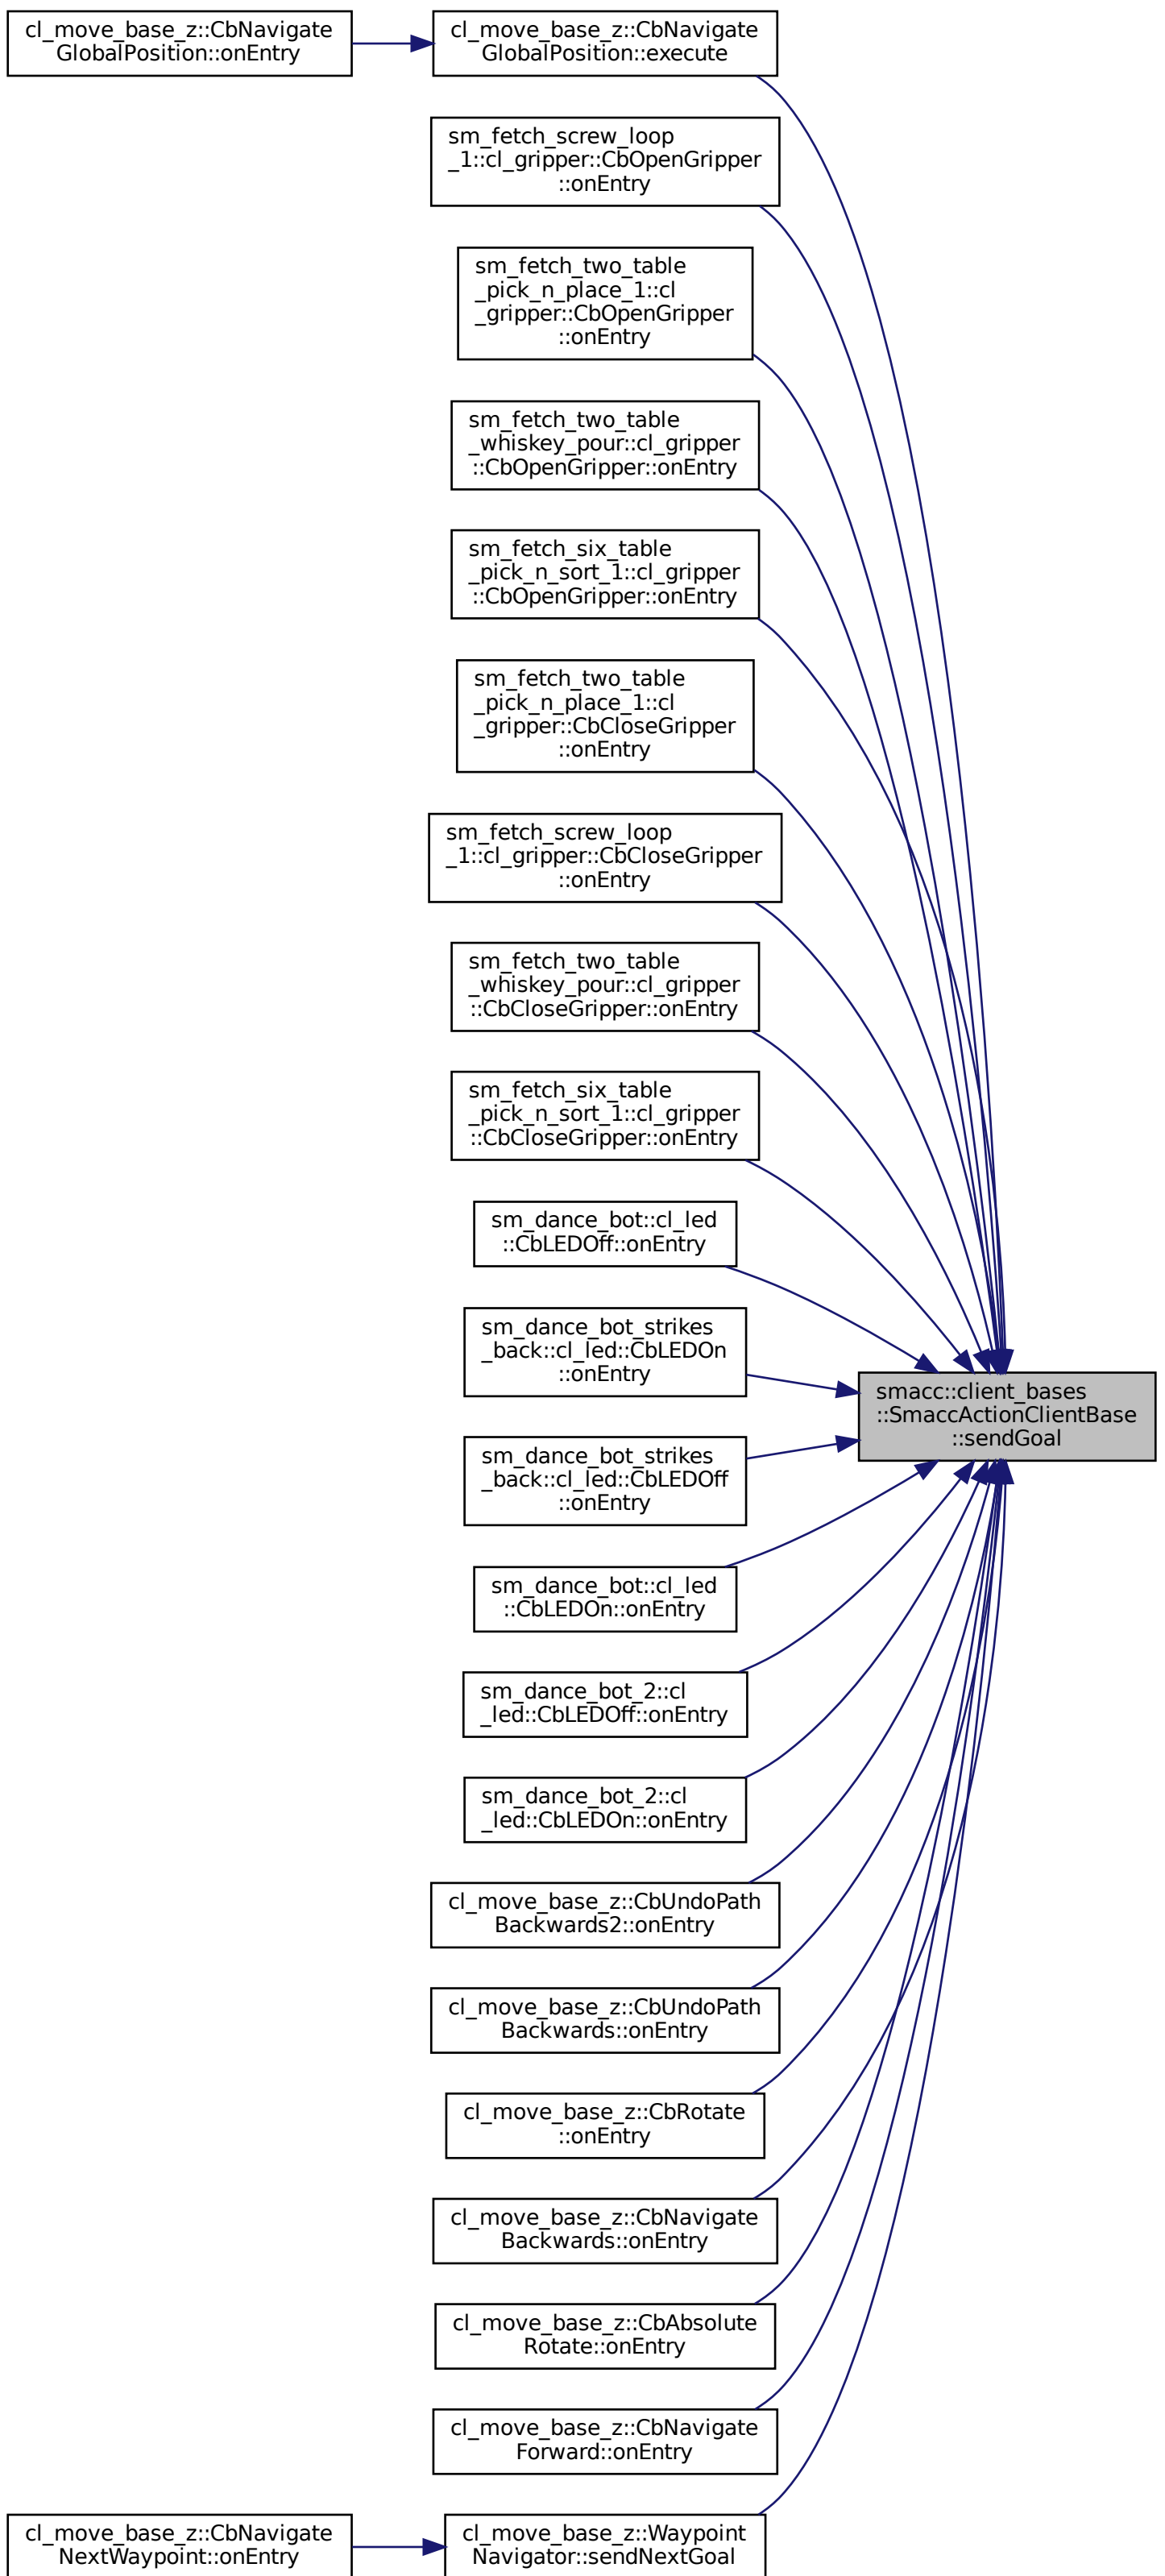 cl_move_base_z::CbNavigate
GlobalPosition::onEntry
cl_move_base_z::CbNavigate
GlobalPosition::execute
sm_fetch_screw_loop
_1::cl_gripper::CbOpenGripper
::onEntry
sm_fetch_two_table
_pick_n_place_1::cl
_gripper::CbOpenGripper
::onEntry
sm_fetch_two_table
_whiskey_pour::cl_gripper
::CbOpenGripper::onEntry
sm_fetch_six_table
_pick_n_sort_1::cl_gripper
::CbOpenGripper::onEntry
sm_fetch_two_table
_pick_n_place_1::cl
_gripper::CbCloseGripper
::onEntry
sm_fetch_screw_loop
_1::cl_gripper::CbCloseGripper
::onEntry
sm_fetch_two_table
_whiskey_pour::cl_gripper
::CbCloseGripper::onEntry
sm_fetch_six_table
_pick_n_sort_1::cl_gripper
::CbCloseGripper::onEntry
sm_dance_bot::cl_led
::CbLEDOff::onEntry
sm_dance_bot_strikes
_back::cl_led::CbLEDOn
::onEntry
smacc::client_bases
::SmaccActionClientBase
::sendGoal
sm_dance_bot_strikes
_back::cl_led::CbLEDOff
::onEntry
sm_dance_bot::cl_led
::CbLEDOn::onEntry
sm_dance_bot_2::cl
_led::CbLEDOff::onEntry
sm_dance_bot_2::cl
_led::CbLEDOn::onEntry
cl_move_base_z::CbUndoPath
Backwards2::onEntry
cl_move_base_z::CbUndoPath
Backwards::onEntry
cl_move_base_z::CbRotate
::onEntry
cl_move_base_z::CbNavigate
Backwards::onEntry
cl_move_base_z::CbAbsolute
Rotate::onEntry
cl_move_base_z::CbNavigate
Forward::onEntry
cl_move_base_z::CbNavigate
NextWaypoint::onEntry
cl_move_base_z::Waypoint
Navigator::sendNextGoal